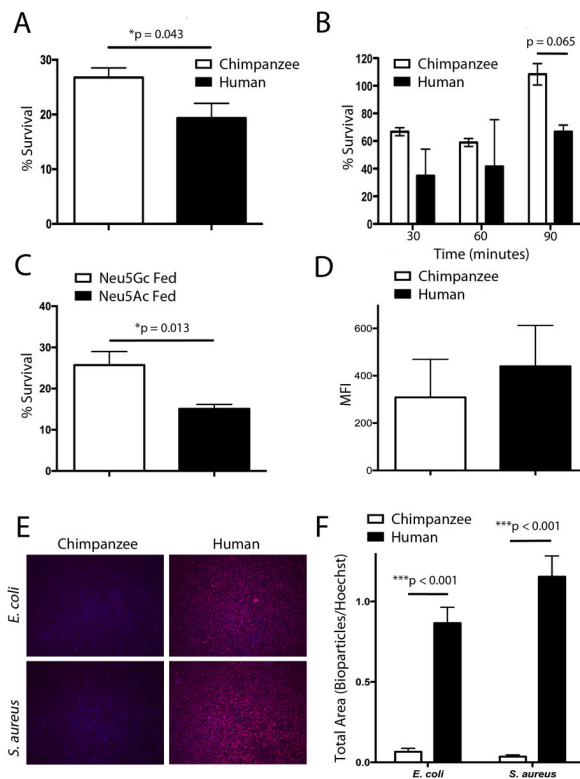 A
*p = 0.043
Chimpanzee
Human
% Survival
30
20
10
0
B
p = 0.065
Chimpanzee
Human
% Survival
120
100
80
60
40
20
0
30
60
90
Time (minutes)
C
Neu5Gc Fed
Neu5Ac Fed
*p = 0.013
% Survival
40
30
20
10
0
D
Chimpanzee
Human
MFI
600
400
200
0
E
Chimpanzee
Human
E. coli
S. aureus
F
Chimpanzee
Human
***p < 0.001
***p < 0.001
Total Area (Bioparticles/Hoechst)
1.0
0.5
0.0
E. coli
S. aureus